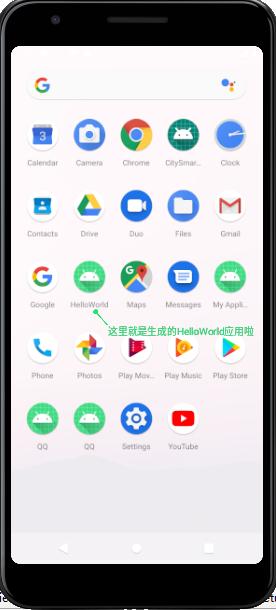 Calendar Camera Chrome CitySmar... Clock
Contacts Drive Duo Files Gmail
Google HelloWorld Maps Messages My Appli...
这里就是生成的HelloWorld应用啦
Phone Photos Play Mov... Play Music Play Store
QQ QQ Settings YouTube